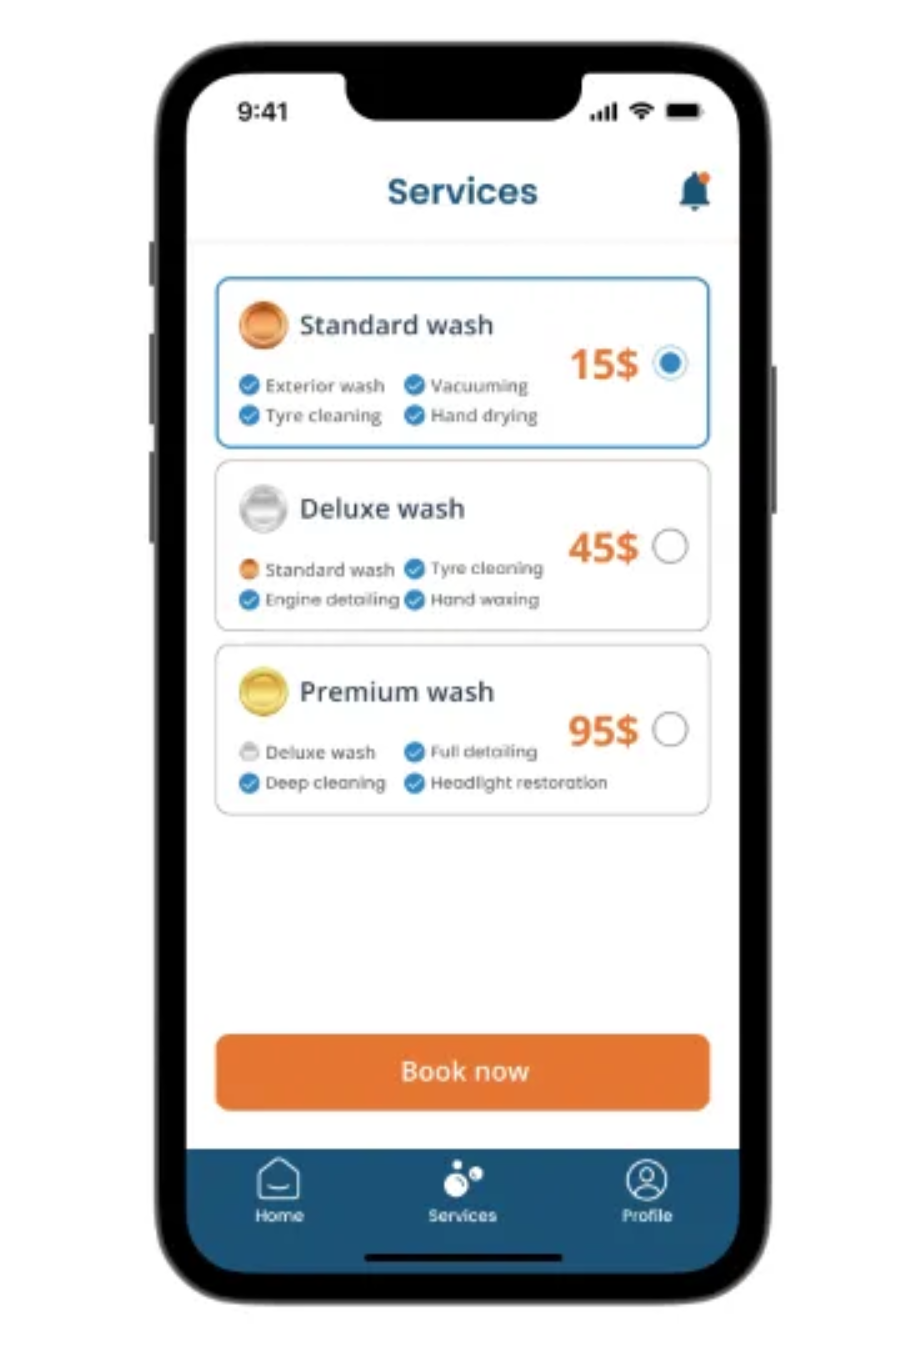 9:41
Services
Standard wash
15$
Exterior wash Vacuuming
Tyre cleaning Hand drying
Deluxe wash
45$
Standard wash Tyre cleaning
Engine detailing Hand waxing
Premium wash
95$
Deluxe wash Full detailing
Deep cleaning Headlight restoration
Book now
Home Services Profile